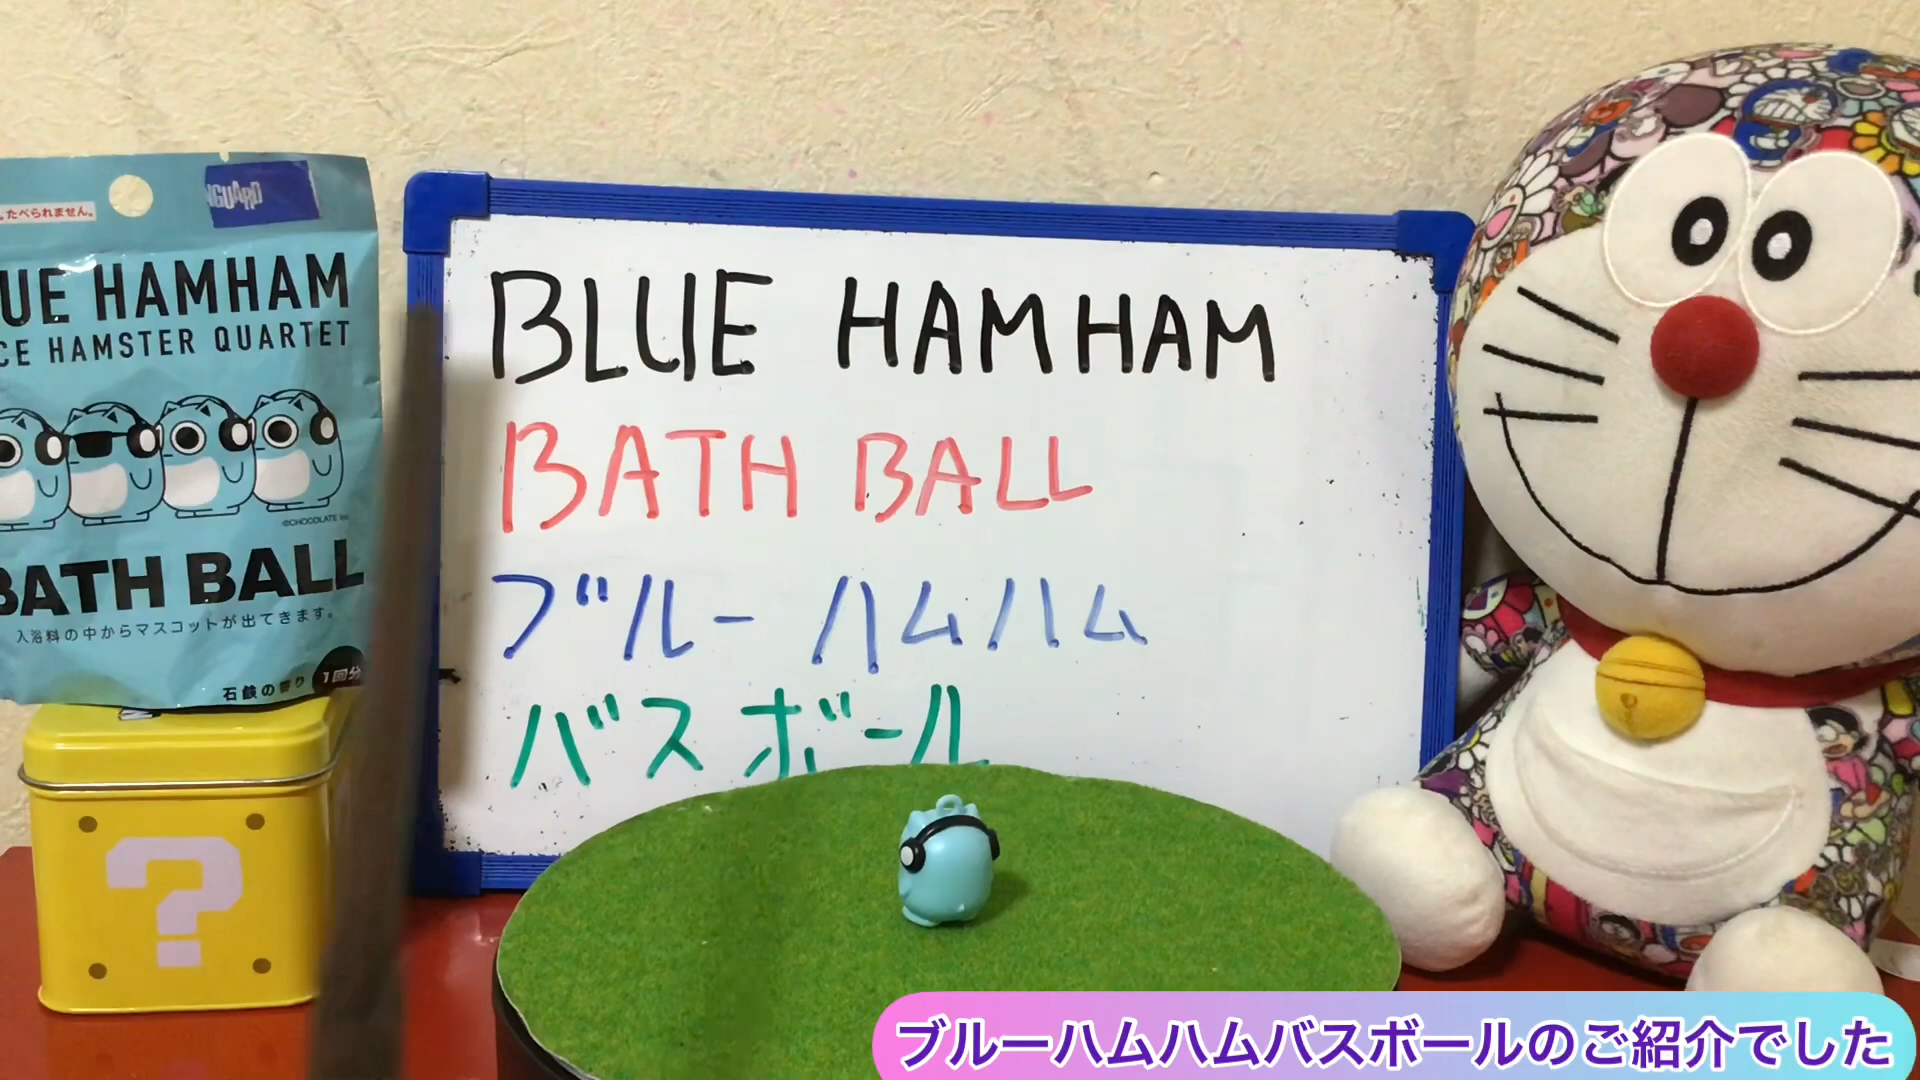 たべられません。
HAMHAM
HAMSTER QUARTET
©CHOCOLATE Inc.
BATH BALL
入浴料の中からマスコットが出てきます。
石鹸の香り
1回分
BLUE HAMHAM
BATH BALL
ブルーハムハム
バスボール
?
ブルーハムハムバスボールのご紹介でした